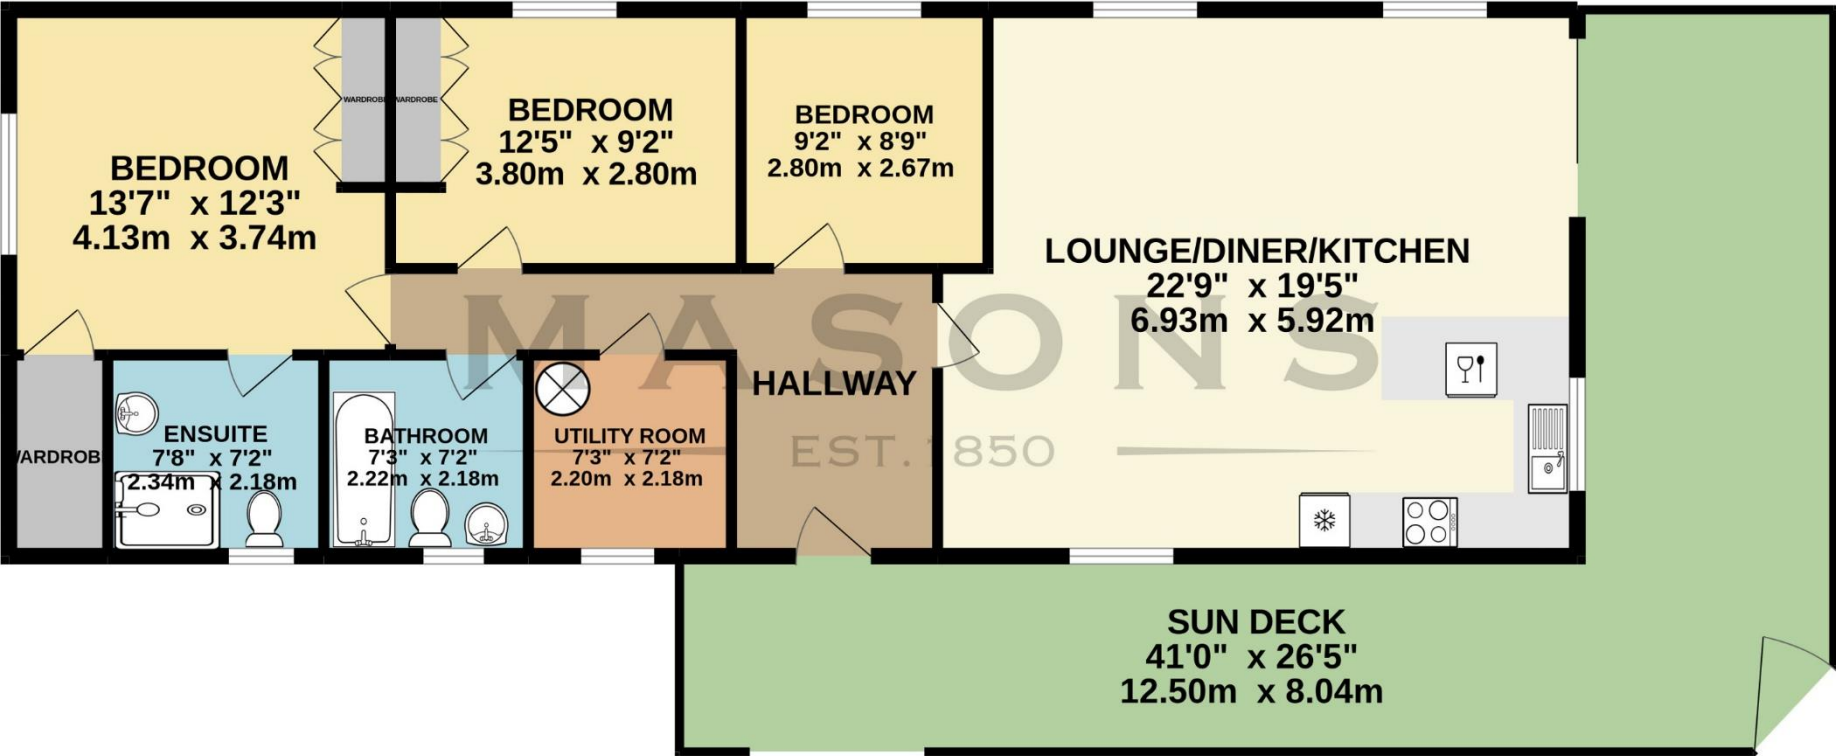 WARDROBE
WARDROBE
BEDROOM
13'7" x 12'3"
4.13m x 3.74m
BEDROOM
12'5" x 9'2"
3.80m x 2.80m
BEDROOM
9'2" x 8'9"
2.80m x 2.67m
LOUNGE/DINER/KITCHEN
22'9" x 19'5"
6.93m x 5.92m
MASONS
EST.1850
HALLWAY
WARDROB
ENSUITE
7'8" x 7'2"
2.34m x 2.18m
BATHROOM
7'3" x 7'2"
2.22m x 2.18m
UTILITY ROOM
7'3" x 7'2"
2.20m x 2.18m
SUN DECK
41'0" x 26'5"
12.50m x 8.04m